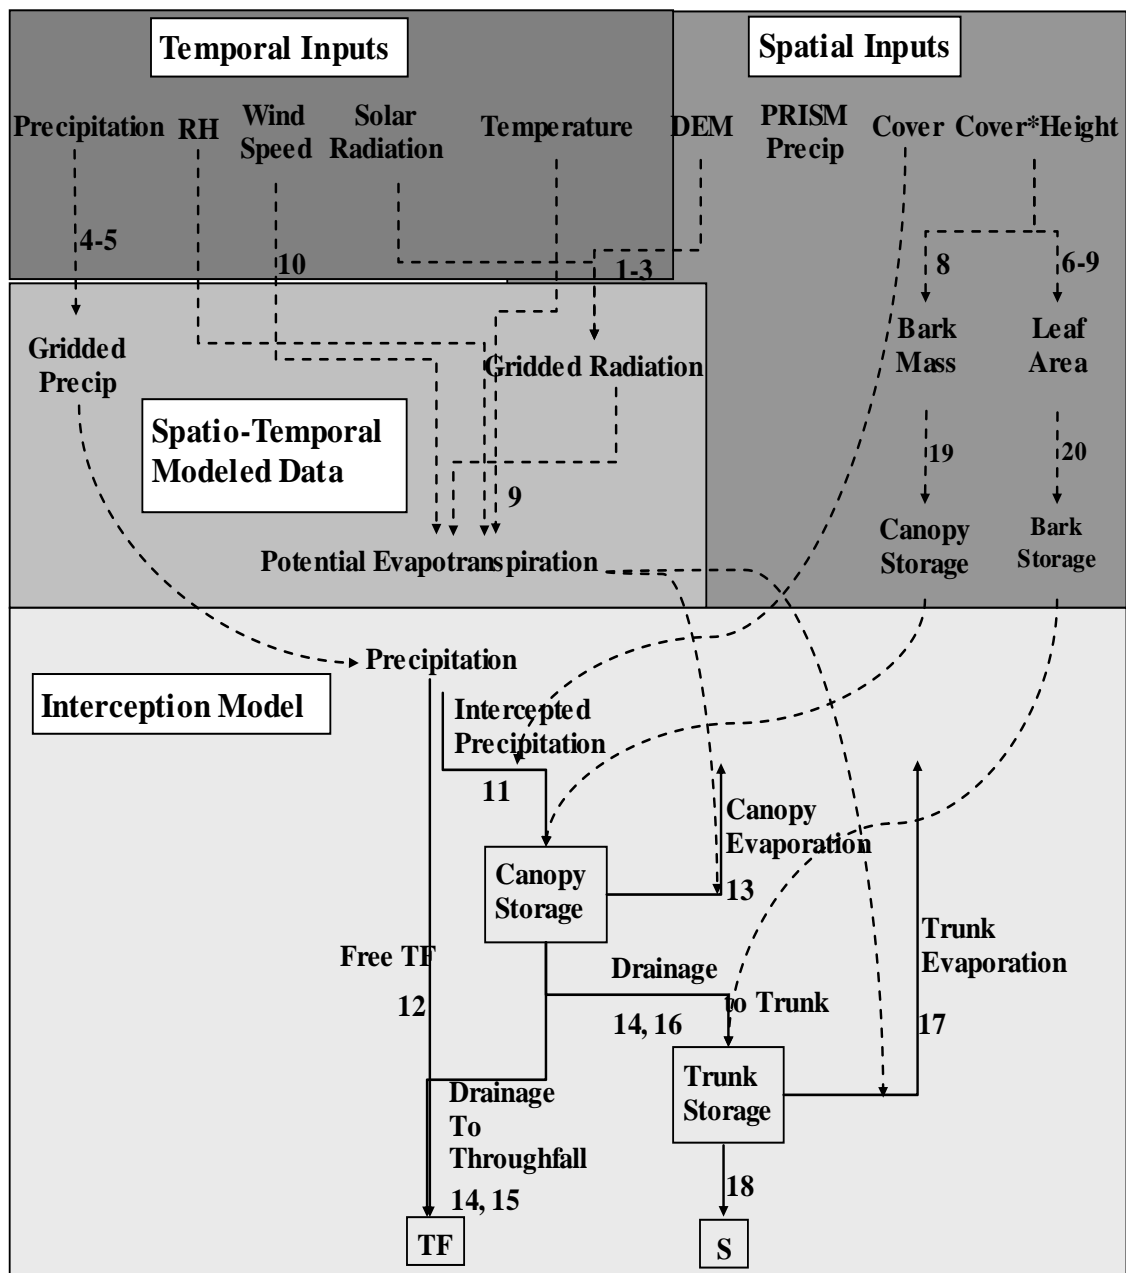 Temporal Inputs
Spatial Inputs
Precipitation
RH
Wind
Speed
Solar
Radiation
Temperature
DEM
PRISM
Precip
Cover
Cover*Height
4-5
10
1-3
8
6-9
Gridded
Precip
Gridded Radiation
Bark
Mass
Leaf
Area
Spatio-Temporal
Modeled Data
9
19
20
Potential Evapotranspiration
Canopy
Storage
Bark
Storage
Precipitation
Interception Model
Intercepted
Precipitation
11
Canopy
Evaporation
13
Canopy
Storage
Free TF
12
Drainage
to Trunk
14, 16
Trunk
Evaporation
17
Trunk
Storage
Drainage
To
Throughfall
14, 15
18
TF
S